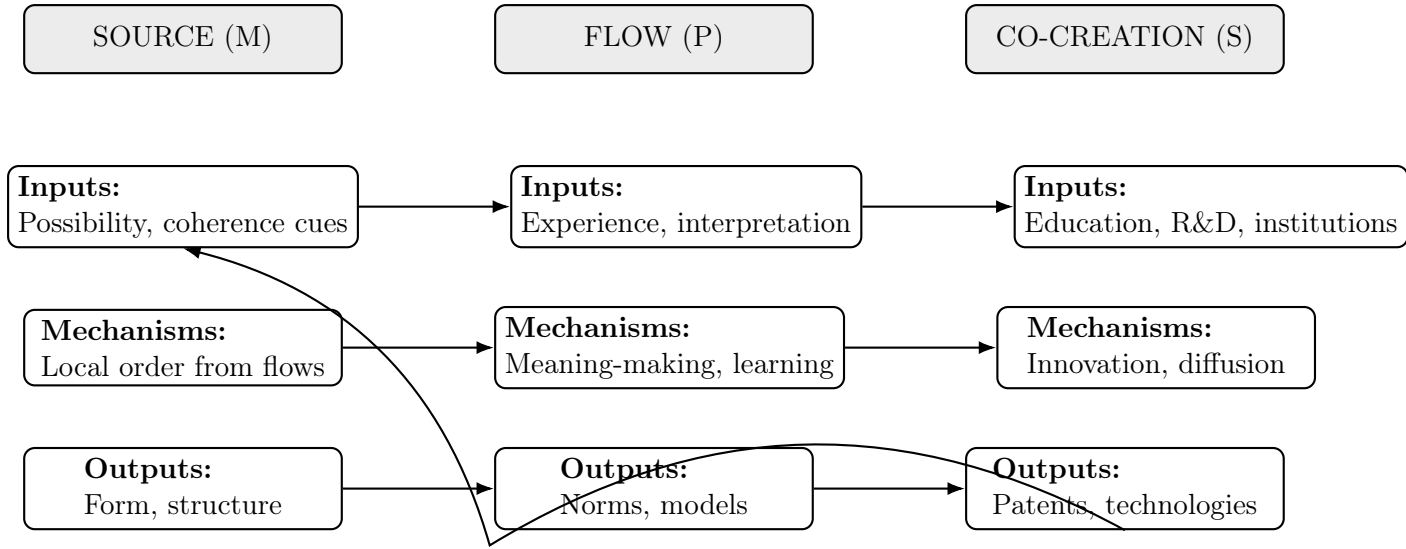 SOURCE (M)
FLOW (P)
CO-CREATION (S)
Inputs:
Possibility, coherence cues
Inputs:
Experience, interpretation
Inputs:
Education, R&D, institutions
Mechanisms:
Local order from flows
Mechanisms:
Meaning-making, learning
Mechanisms:
Innovation, diffusion
Outputs:
Form, structure
Outputs:
Norms, models
Outputs:
Patents, technologies